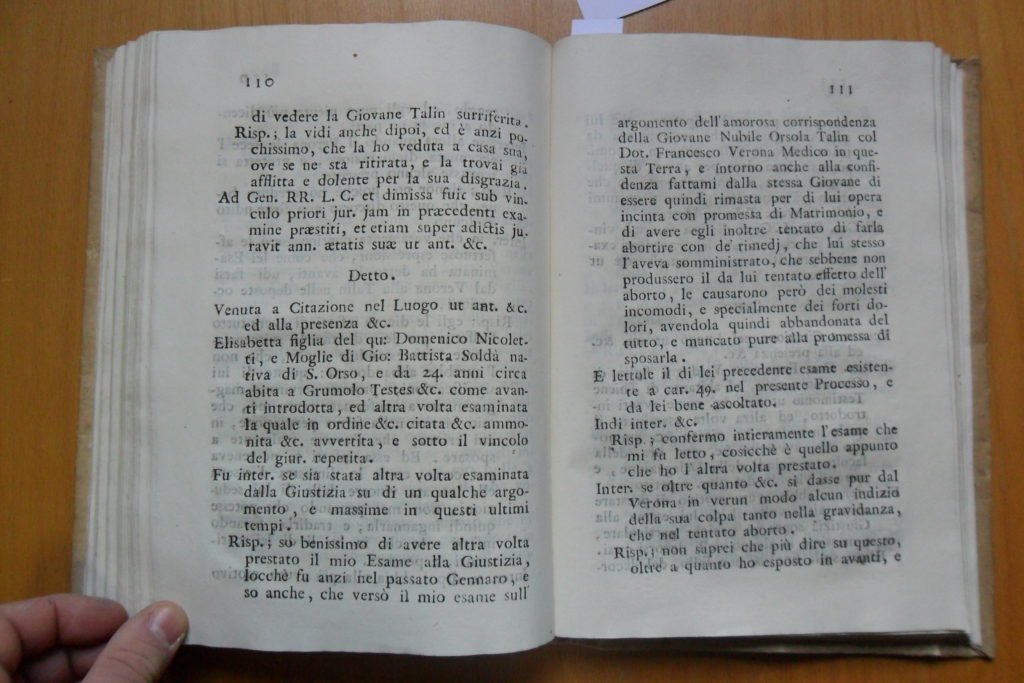 110
di vedere la Giovane Talin surriferita.
Risp.; la vidi anche dipoi, ed è anzi po-
chissimo, che la ho veduta a casa sua,
ove se ne sta ritirata, e la trovai già
afflitta e dolente per la sua disgrazia.
Ad Gen. RR. L. C. et dimissa fuic sub vin-
culo priori jur. jam in præcedenti exa-
mine præstiti, et etiam super adictis ju-
ravit ann. ætatis suæ ut ant. &c.
Detto.
Venuta a Citazione nel Luogo ut ant. &c.
ed alla presenza &c.
Elisabetta figlia del qu: Domenico Nicolet-
ti, e Moglie di Gio: Battista Soldà na-
tiva di S. Orso, e da 24. anni circa
abita a Grumolo Testes &c. come avan-
ti introdotta, ed altra volta esaminata
la quale in ordine &c. citata &c. ammo-
nita &c. avvertita, e sotto il vincolo
del giur. repetita.
Fu inter. se sia stata altra volta esaminata
dalla Giustizia su di un qualche argo-
mento, e massime in questi ultimi
tempi.
Risp.; so benissimo di avere altra volta
prestato il mio Esame alla Giustizia,
locchè fu anzi nel passato Gennaro, e
so anche, che versò il mio esame sull'
111
argomento dell'amorosa corrispondenza
della Giovane Nubile Orsola Talin col
Dot. Francesco Verona Medico in que-
sta Terra, e intorno anche alla confi-
denza fattami dalla stessa Giovane di
essere quindi rimasta per di lui opera
incinta con promessa di Matrimonio, e
di avere egli inoltre tentato di farla
abortire con de' rimedj, che lui stesso
l'aveva somministrato, che sebbene non
produssero il da lui tentato effetto dell'
aborto, le causarono però dei molesti
incomodi, e specialmente dei forti do-
lori, avendola quindi abbandonata del
tutto, e mancato pure alla promessa di
sposarla.
E lettole il di lei precedente esame esisten-
te a car. 49. nel presente Processo, e
da lei bene ascoltato.
Indi inter. &c.
Risp.; confermo intieramente l'esame che
mi fu letto, cosicchè è quello appunto
che ho l'altra volta prestato.
Inter. se oltre quanto &c. si dasse pur dal
Verona in verun modo alcun indizio
della sua colpa tanto nella gravidanza,
che nel tentato aborto.
Risp.; non saprei che più dire su questo,
oltre a quanto ho esposto in avanti, e